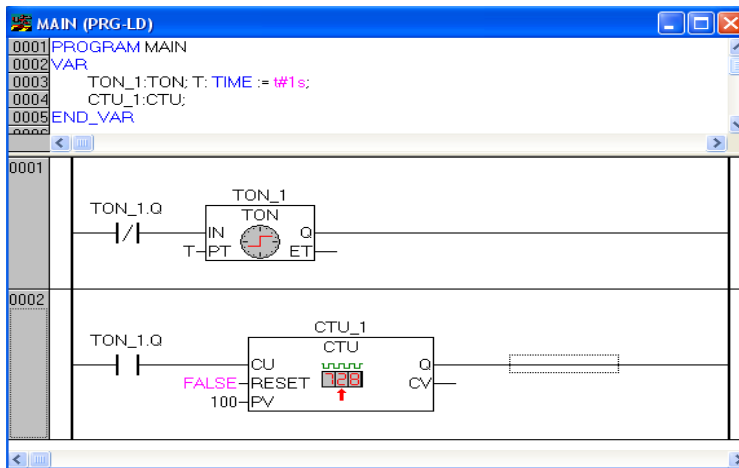 MAIN (PRG-LD)
0001 PROGRAM MAIN
0002 VAR
0003 TON_1:TON; T: TIME := t#1s;
0004 CTU_1:CTU;
0005 END_VAR
0001
TON_1
TON_1.Q
TON
IN Q
T PT ET
0002
CTU_1
TON_1.Q
CTU
CU Q
FALSE RESET 128 CV
100 PV